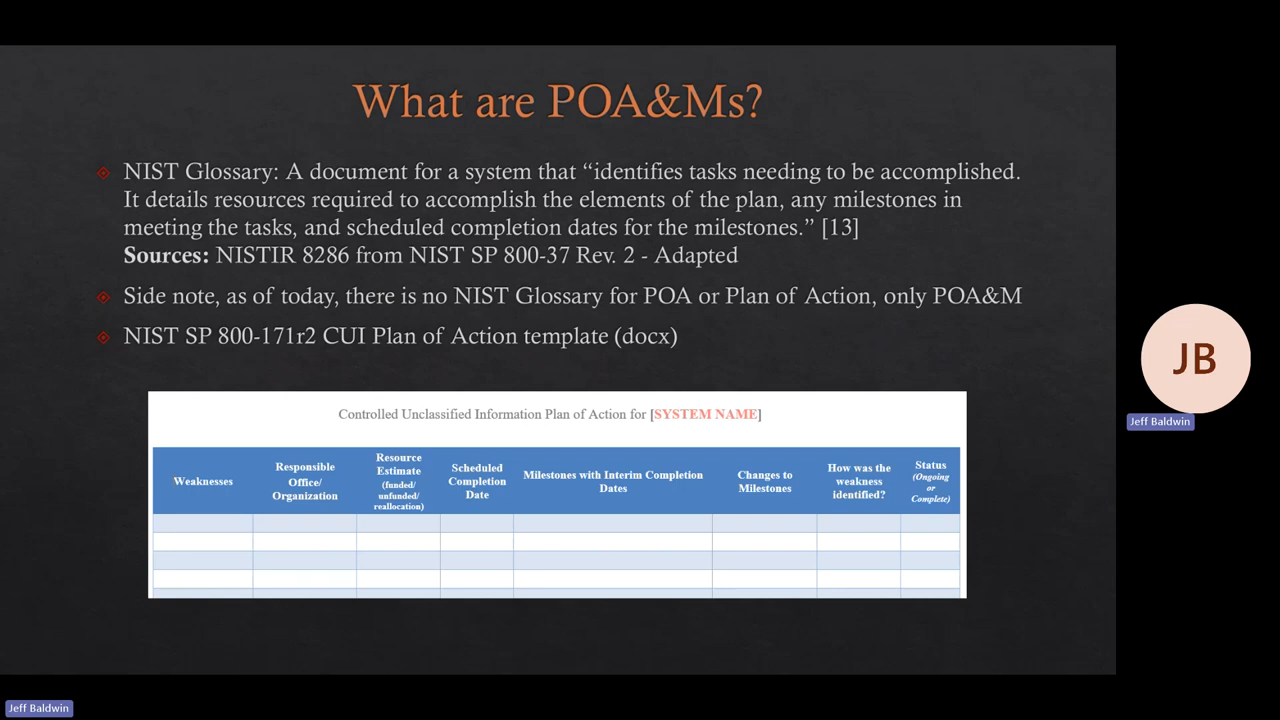 What are POA&Ms?
NIST Glossary: A document for a system that “identifies tasks needing to be accomplished.
It details resources required to accomplish the elements of the plan, any milestones in
meeting the tasks, and scheduled completion dates for the milestones.” [13]
Sources: NISTIR 8286 from NIST SP 800-37 Rev. 2 - Adapted
Side note, as of today, there is no NIST Glossary for POA or Plan of Action, only POA&M
NIST SP 800-171r2 CUI Plan of Action template (docx)
Controlled Unclassified Information Plan of Action for [SYSTEM NAME]
Weaknesses
Responsible
Office/
Organization
Resource
Estimate
(funded/
unfunded/
reallocation)
Scheduled
Completion
Date
Milestones with Interim Completion
Dates
Changes to
Milestones
How was the
weakness
identified?
Status
(Ongoing
or
Complete)
JB
Jeff Baldwin
Jeff Baldwin